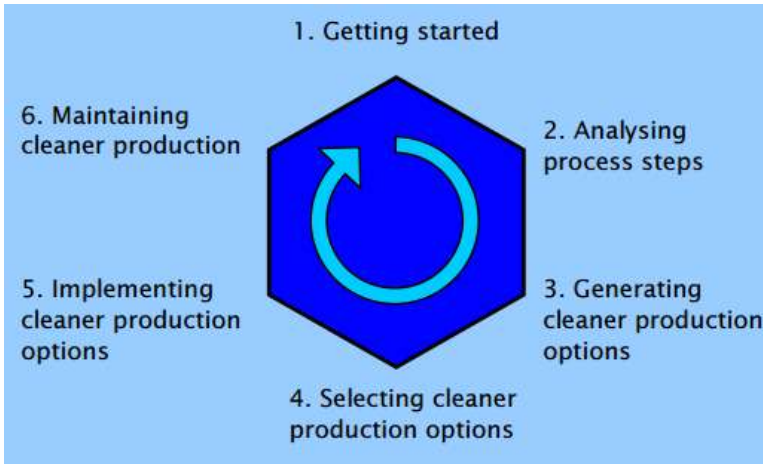 1. Getting started
2. Analysing
process steps
3. Generating
cleaner production
options
4. Selecting cleaner
production options
5. Implementing
cleaner production
options
6. Maintaining
cleaner production